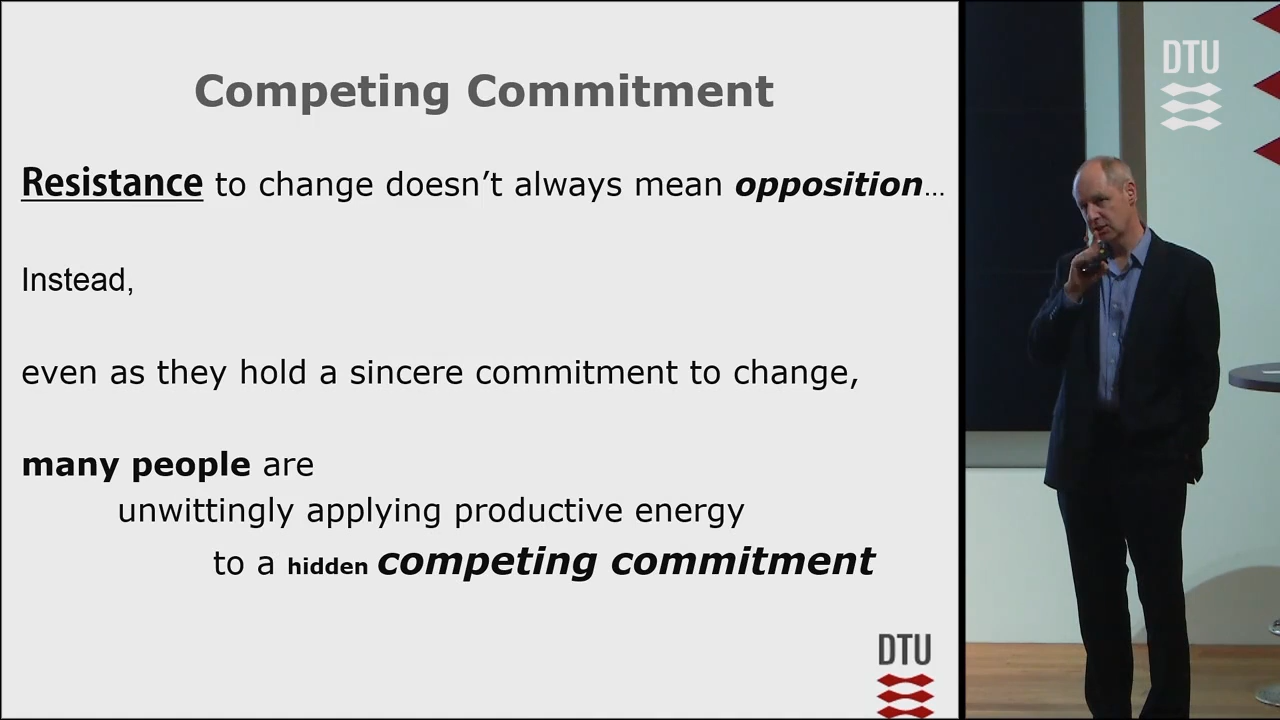 Competing Commitment
Resistance to change doesn’t always mean opposition…
Instead,
even as they hold a sincere commitment to change,
many people are
unwittingly applying productive energy
to a hidden competing commitment
DTU
DTU